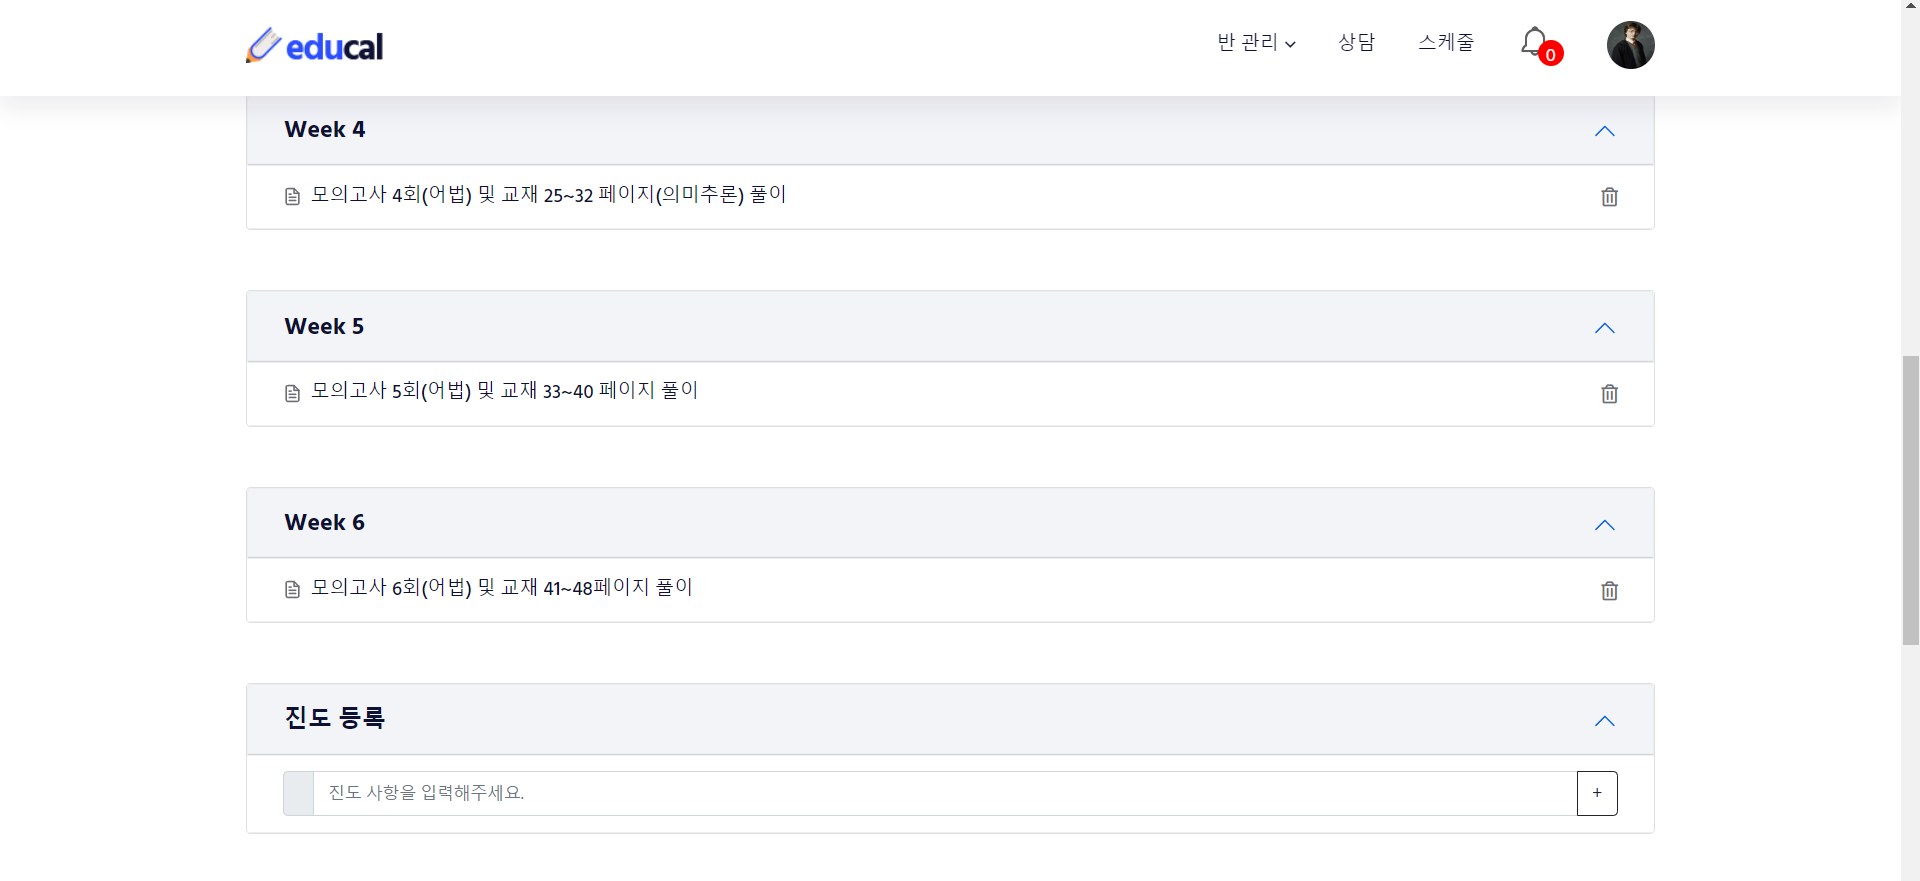 educal
반 관리
상담
스케줄
0
Week 4
모의고사 4회(어법) 및 교재 25~32 페이지(의미추론) 풀이
Week 5
모의고사 5회(어법) 및 교재 33~40 페이지 풀이
Week 6
모의고사 6회(어법) 및 교재 41~48페이지 풀이
진도 등록
진도 사항을 입력해주세요.
+